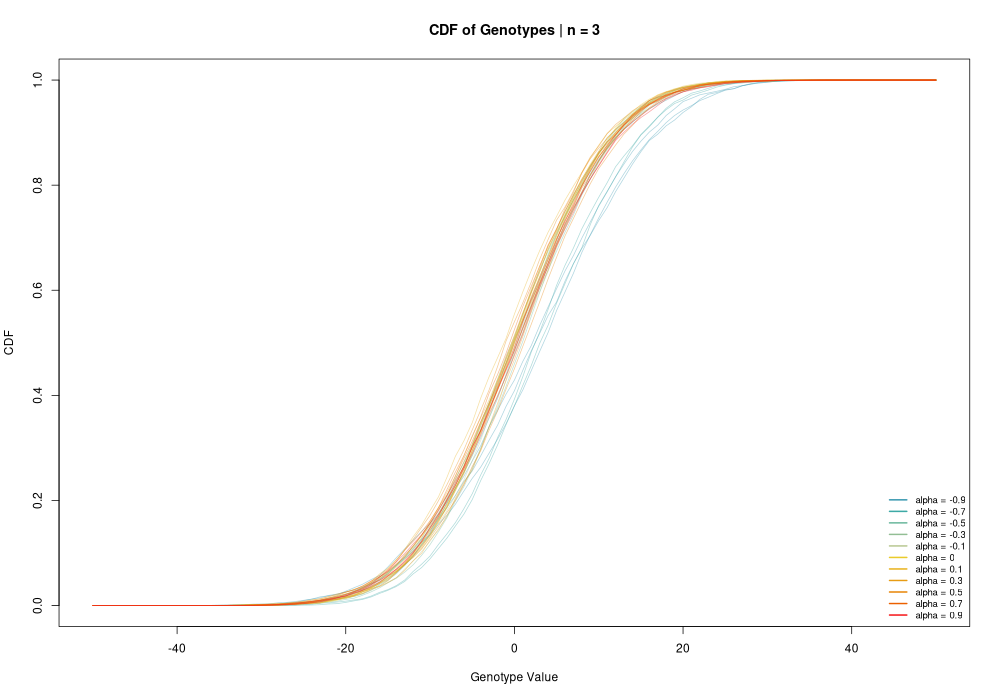 CDF of Genotypes | n = 3
CDF
1.0
0.8
0.6
0.4
0.2
0.0
-40
-20
0
20
40
Genotype Value
alpha = -0.9
alpha = -0.7
alpha = -0.5
alpha = -0.3
alpha = -0.1
alpha = 0
alpha = 0.1
alpha = 0.3
alpha = 0.5
alpha = 0.7
alpha = 0.9